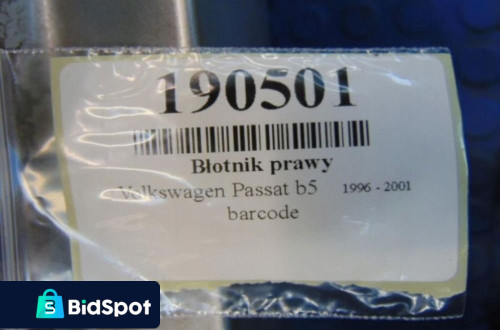 190501
Błotnik prawy
Volkswagen Passat b5 1996 - 2001
barcode
BidSpot